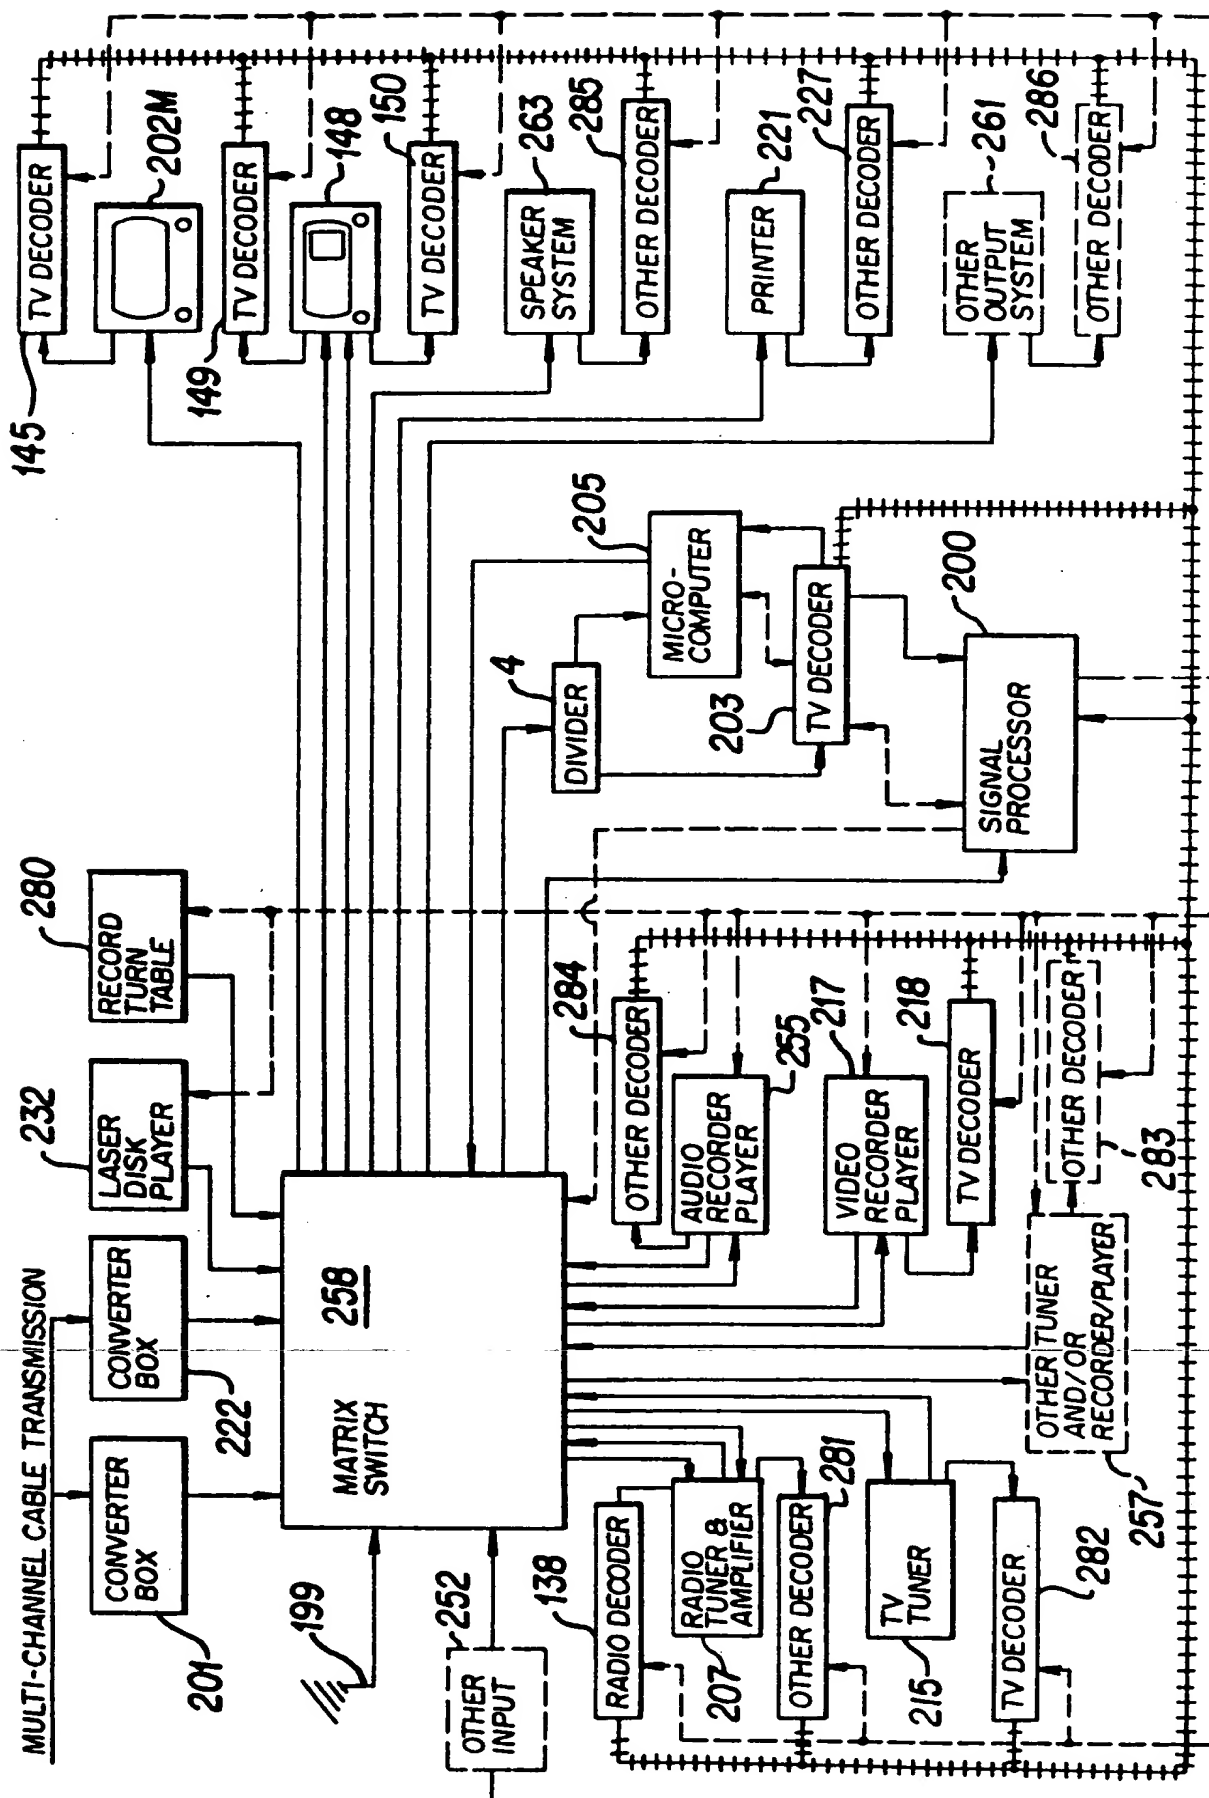 MULTI-CHANNEL CABLE TRANSMISSION
201
CONVERTER
BOX
222
CONVERTER
BOX
232
LASER
DISK
PLAYER
280
RECORD
TURN
TABLE
199
252
OTHER
INPUT
MATRIX
SWITCH
258
4
DIVIDER
205
MICRO-
COMPUTER
203
TV DECODER
200
SIGNAL
PROCESSOR
145
TV DECODER
202M
149
TV DECODER
148
150
TV DECODER
263
SPEAKER
SYSTEM
285
OTHER DECODER
221
PRINTER
227
OTHER DECODER
261
OTHER
OUTPUT
SYSTEM
286
OTHER DECODER
138
RADIO DECODER
207
RADIO
TUNER &
AMPLIFIER
281
OTHER DECODER
215
TV
TUNER
282
TV DECODER
284
OTHER DECODER
255
AUDIO
RECORDER
PLAYER
217
VIDEO
RECORDER
PLAYER
218
TV DECODER
257
OTHER TUNER
AND/OR
RECORDER/PLAYER
283
OTHER DECODER